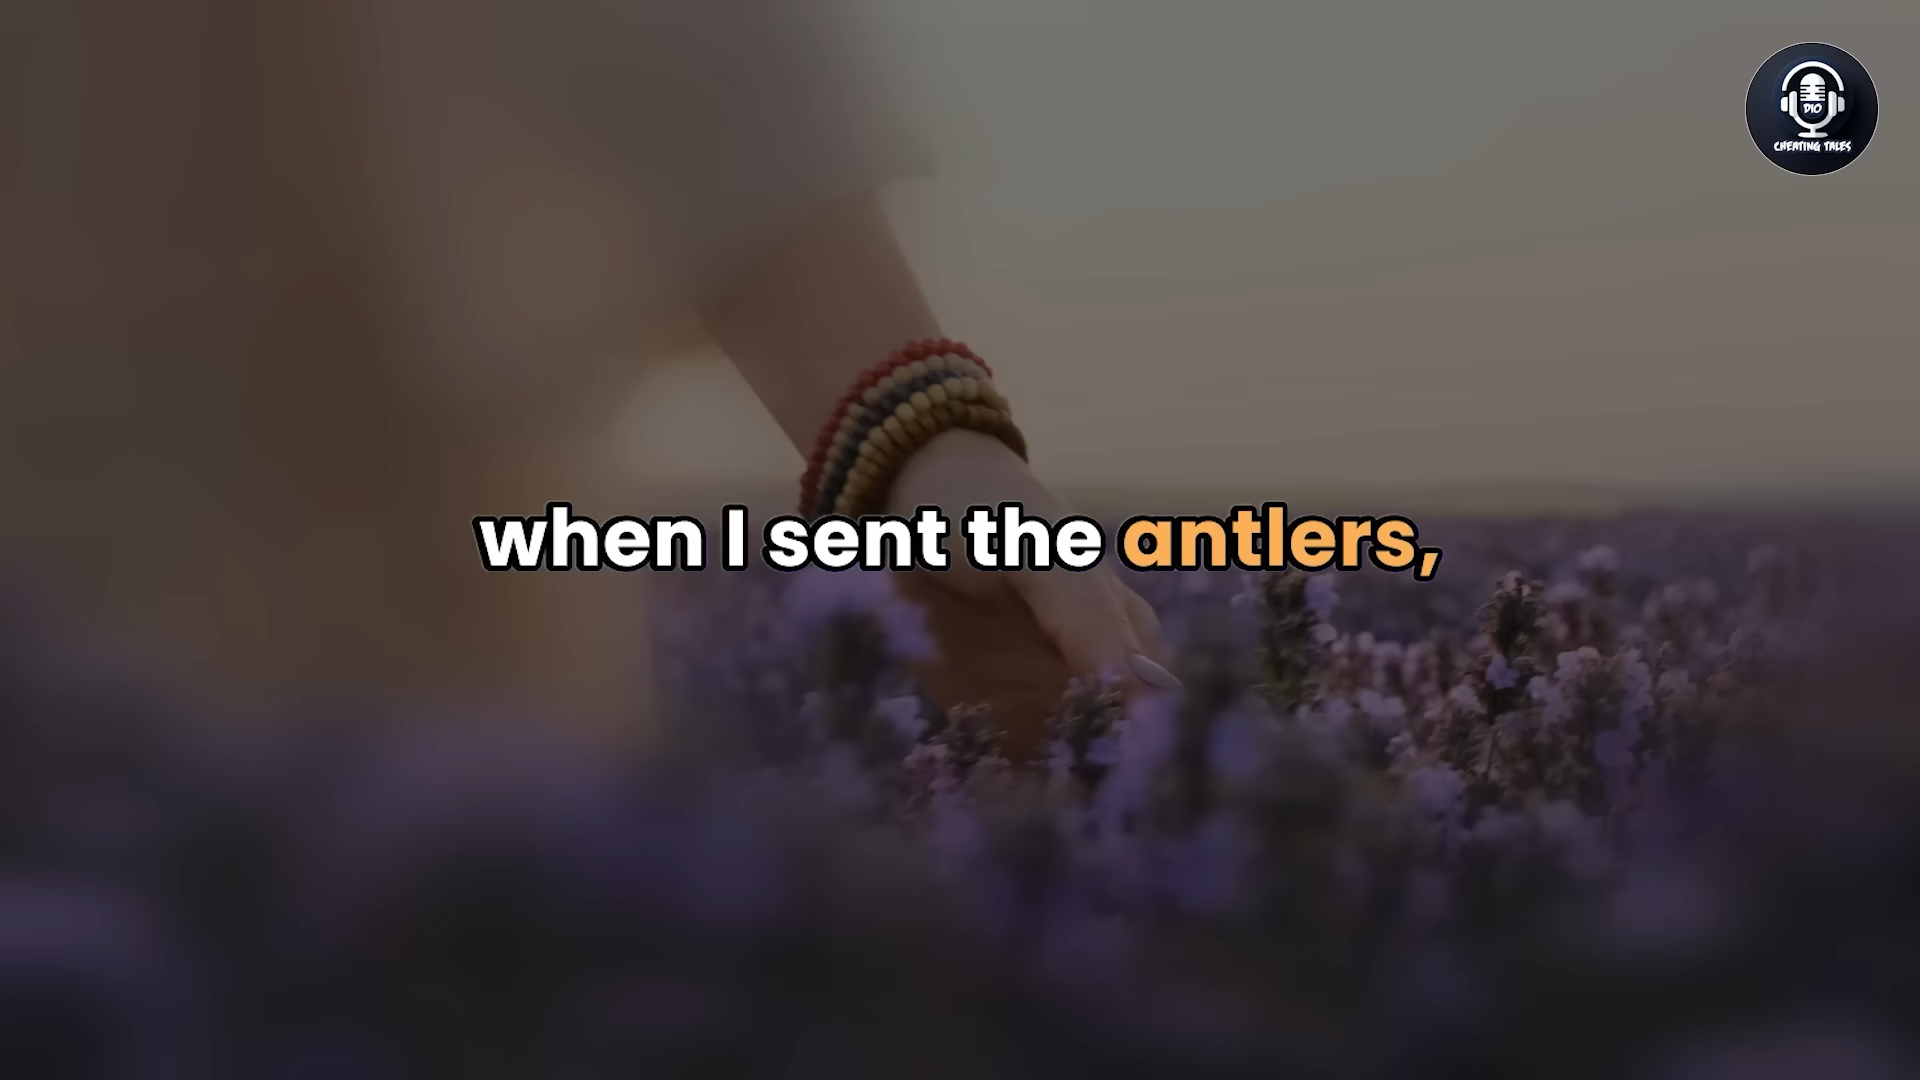 DIO
CHEATING TALES
when I sent the antlers,